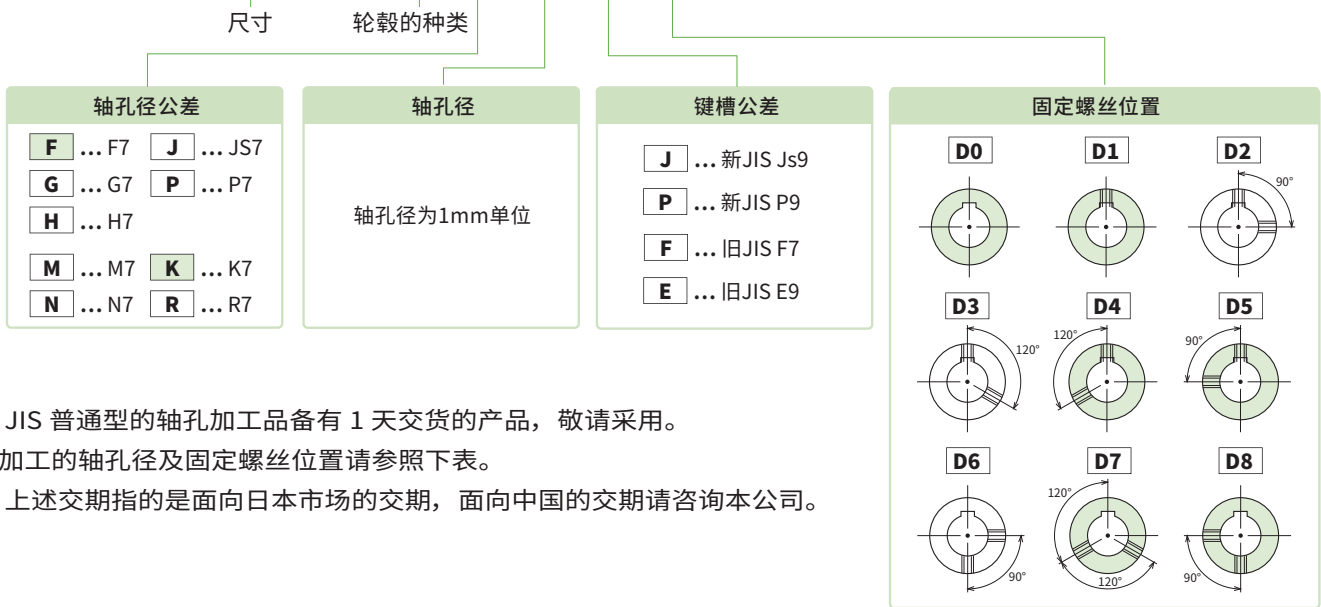 尺寸
轮毂的种类
轴孔径公差
F ... F7 J ... JS7
G ... G7 P ... P7
H ... H7
M ... M7 K ... K7
N ... N7 R ... R7
轴孔径
轴孔径为1mm单位
键槽公差
J ... 新JIS Js9
P ... 新JIS P9
F ... 旧JIS F7
E ... 旧JIS E9
固定螺丝位置
D0 D1 D2
90°
D3 D4 D5
120° 120° 90°
D6 D7 D8
90° 120° 120° 90°
JIS 普通型的轴孔加工品备有 1 天交货的产品，敬请采用。
加工的轴孔径及固定螺丝位置请参照下表。
上述交期指的是面向日本市场的交期，面向中国的交期请咨询本公司。